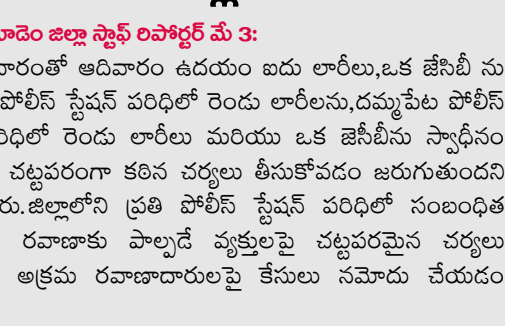 గూడెం జిల్లా స్టాఫ్ రిపోర్టర్ మే 3:
ఆదివారం ఉదయం ఐదు లారీలు,ఒక జేసిబీ ను
పోలీస్ స్టేషన్ పరిధిలో రెండు లారీలను,దమ్మపేట పోలీస్
రెండు లారీలు మరియు ఒక జెసీబీను స్వాధీనం
చట్టపరంగా కఠిన చర్యలు తీసుకోవడం జరుగుతుందని
రు.జిల్లాలోని ప్రతి పోలీస్ స్టేషన్ పరిధిలో సంబంధిత
రవాణాకు పాల్పడే వ్యక్తులపై చట్టపరమైన చర్యలు
అక్రమ రవాణాదారులపై కేసులు నమోదు చేయడం